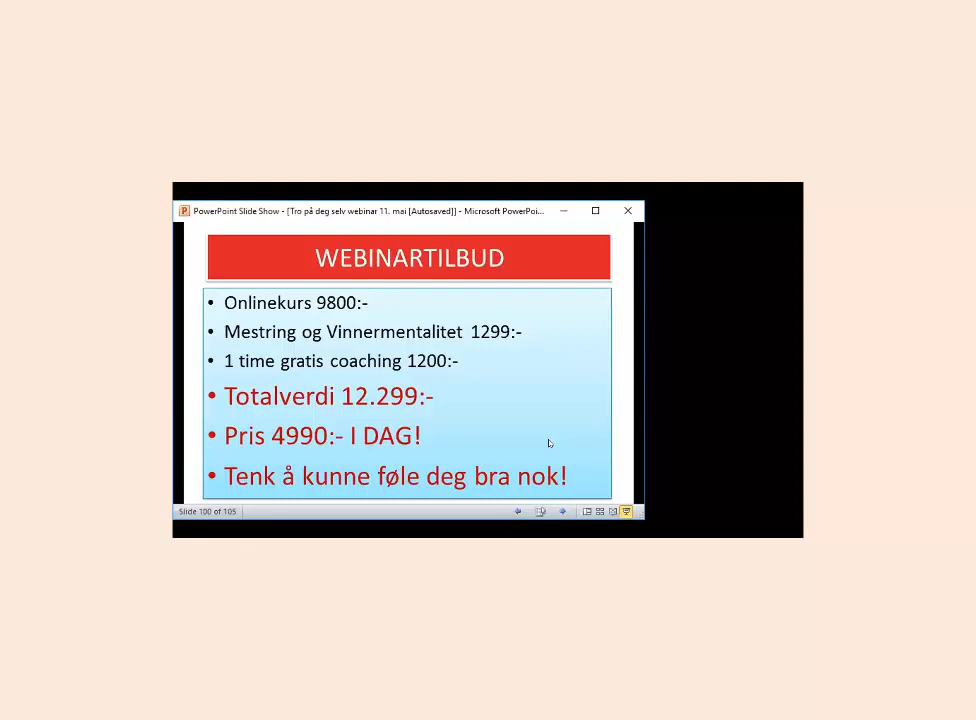 PowerPoint Slide Show - [Tro på deg selv webinar 11. mai [Autosaved]] - Microsoft PowerPoi...
WEBINARTILBUD
• Onlinekurs 9800:-
• Mestring og Vinnermentalitet 1299:-
• 1 time gratis coaching 1200:-
• Totalverdi 12.299:-
• Pris 4990:- I DAG!
• Tenk å kunne føle deg bra nok!
Slide 100 of 105